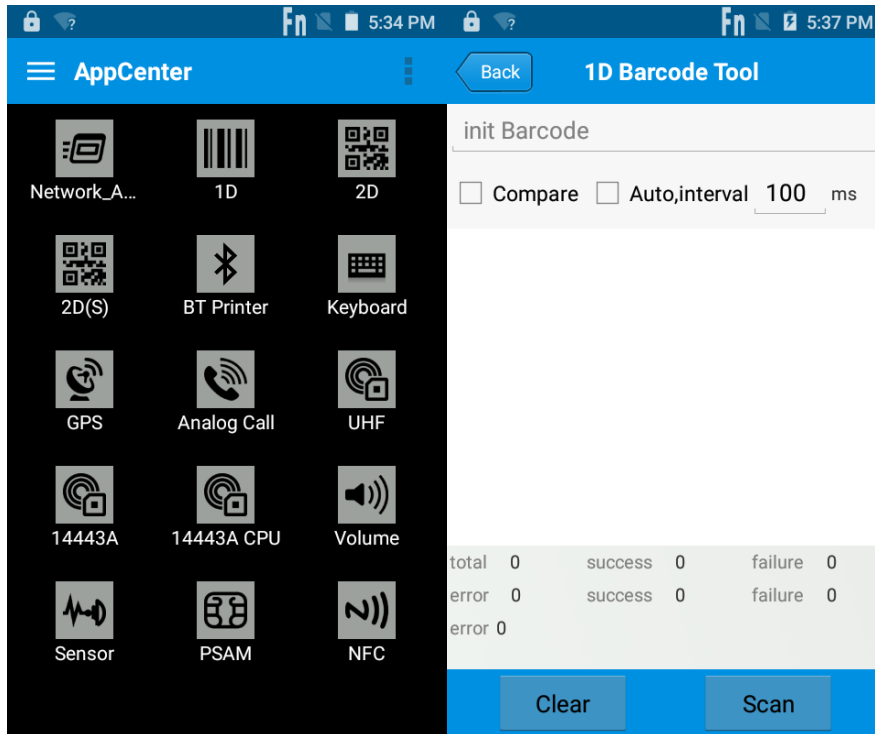 Fn 5:34 PM
AppCenter
Network_A... 1D 2D
2D(S) BT Printer Keyboard
GPS Analog Call UHF
14443A 14443A CPU Volume
Sensor PSAM NFC
Fn 5:37 PM
Back 1D Barcode Tool
init Barcode
Compare Auto,interval 100 ms
total 0 success 0 failure 0
error 0 success 0 failure 0
error 0
Clear Scan